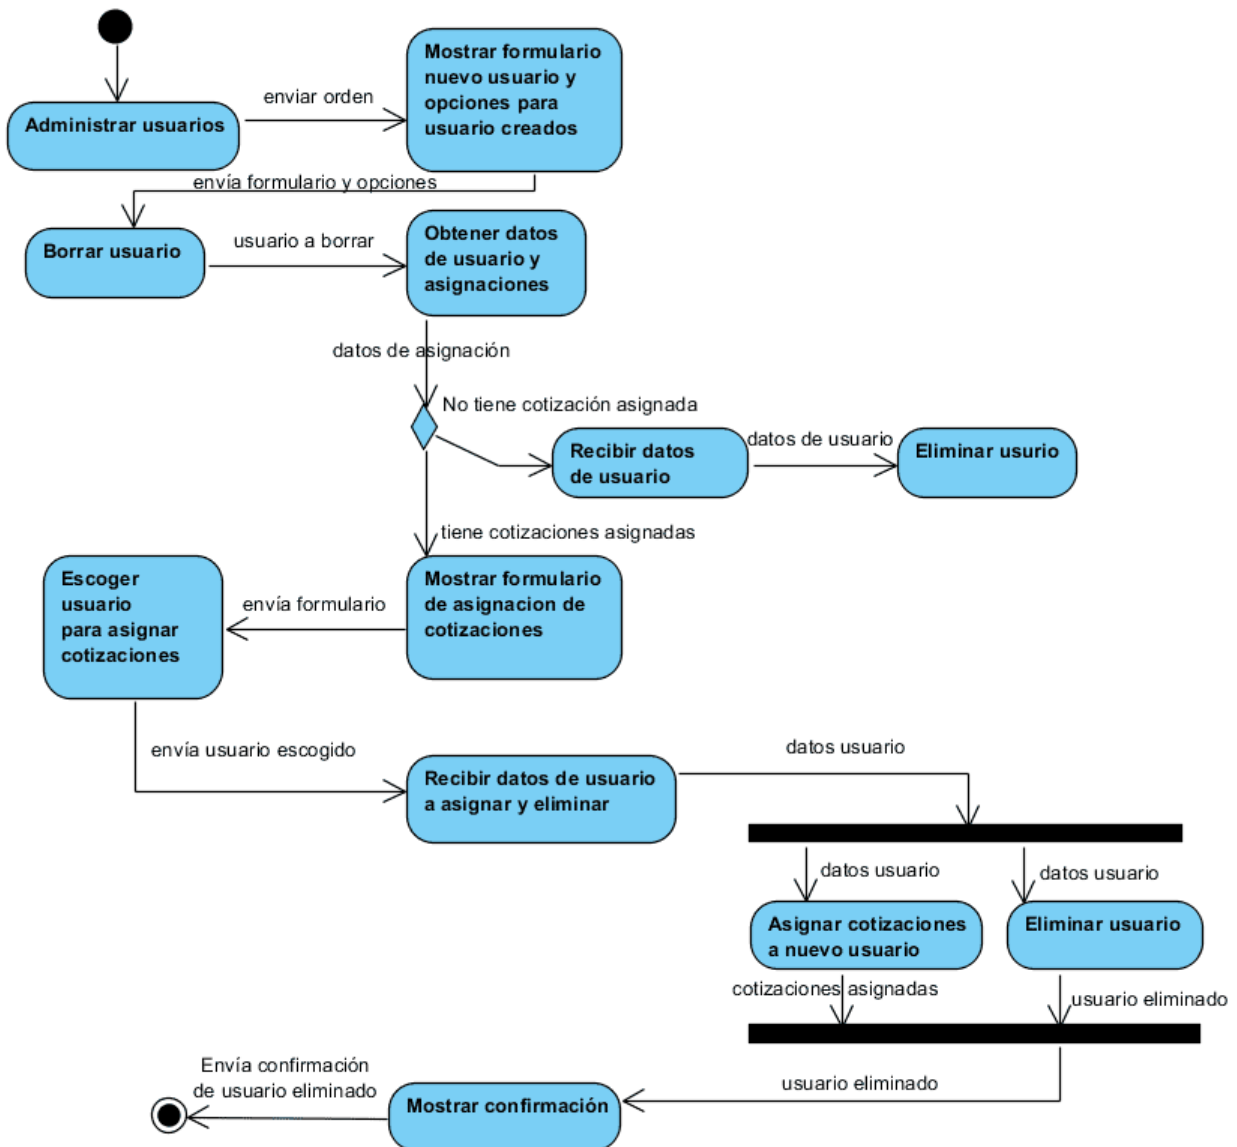 Mostrar formulario
nuevo usuario y
opciones para
usuario creados
enviar orden
Administrar usuarios
envía formulario y opciones
Borrar usuario
usuario a borrar
Obtener datos
de usuario y
asignaciones
datos de asignación
No tiene cotización asignada
Recibir datos
de usuario
datos de usuario
Eliminar usurio
tiene cotizaciones asignadas
Escoger
usuario
para asignar
cotizaciones
envía formulario
Mostrar formulario
de asignacion de
cotizaciones
envía usuario escogido
Recibir datos de usuario
a asignar y eliminar
datos usuario
datos usuario
datos usuario
Asignar cotizaciones
a nuevo usuario
Eliminar usuario
cotizaciones asignadas
usuario eliminado
Envía confirmación
de usuario eliminado
Mostrar confirmación
usuario eliminado